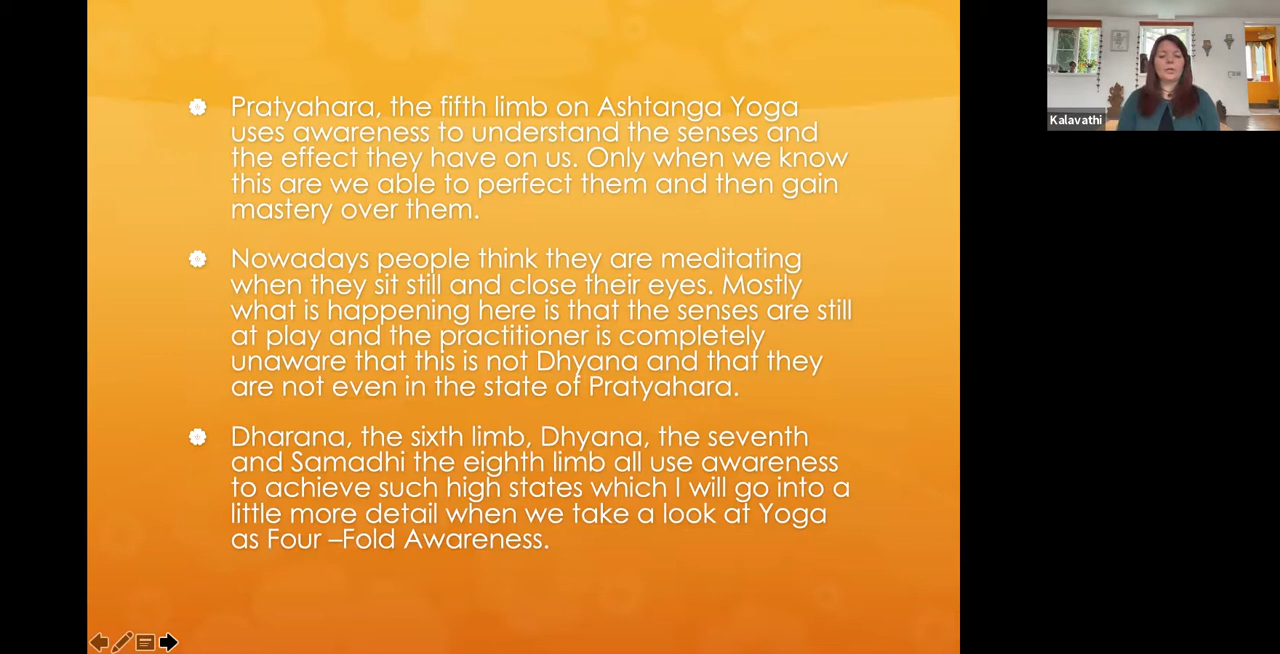 Pratyahara, the fifth limb on Ashtanga Yoga
uses awareness to understand the senses and
the effect they have on us. Only when we know
this are we able to perfect them and then gain
mastery over them.
Nowadays people think they are meditating
when they sit still and close their eyes. Mostly
what is happening here is that the senses are still
at play and the practitioner is completely
unaware that this is not Dhyana and that they
are not even in the state of Pratyahara.
Dharana, the sixth limb, Dhyana, the seventh
and Samadhi the eighth limb all use awareness
to achieve such high states which I will go into a
little more detail when we take a look at Yoga
as Four –Fold Awareness.
Kalavathi